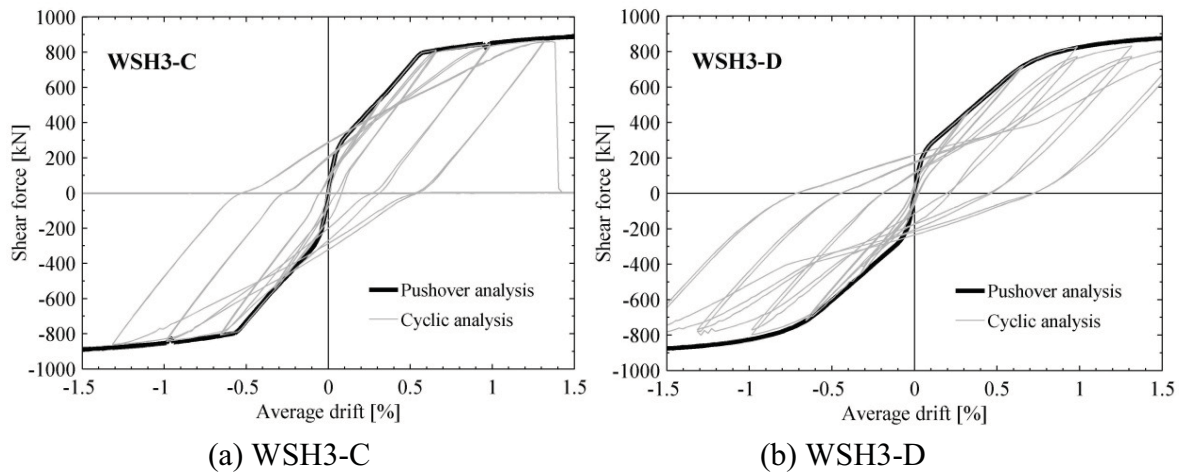 1000
800
600
400
200
0
-200
-400
-600
-800
-1000
Shear force [kN]
WSH3-C
Pushover analysis
Cyclic analysis
-1.5 -1 -0.5 0 0.5 1 1.5
Average drift [%]
(a) WSH3-C
1000
800
600
400
200
0
-200
-400
-600
-800
-1000
Shear force [kN]
WSH3-D
Pushover analysis
Cyclic analysis
-1.5 -1 -0.5 0 0.5 1 1.5
Average drift [%]
(b) WSH3-D